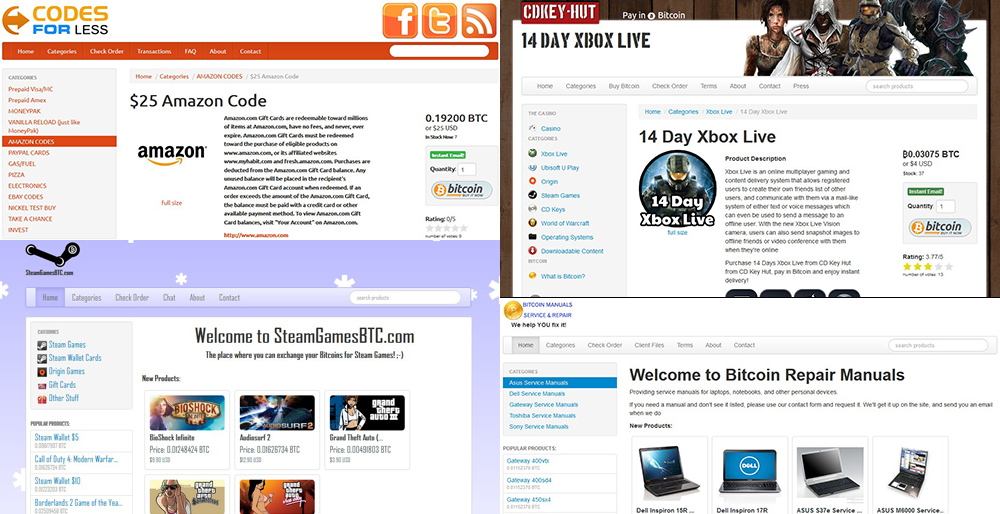 CODES
FOR LESS
Home Categories Check Order Transactions FAQ About Contact
CATEGORIES
Prepaid Visa/MC
Prepaid Amex
MONEYPAK
VANILLA RELOAD (just like
MoneyPak)
AMAZON CODES
PAYPAL CARDS
GAS/FUEL
PIZZA
ELECTRONICS
EBAY CODES
NICKEL TEST BUY
TAKE A CHANCE
INVEST
Home / Categories / AMAZON CODES / $25 Amazon Code
$25 Amazon Code
amazon
full size
Amazon.com Gift Cards are redeemable toward millions
of items at Amazon.com, have no fees, and never, ever
expire. Amazon.com Gift Cards must be redeemed
toward the purchase of eligible products on
www.amazon.com, or its affiliated websites
www.myhabit.com and fresh.amazon.com. Purchases are
deducted from the Amazon.com Gift Card balance. Any
unused balance will be placed in the recipient's
Amazon.com Gift Card account when redeemed. If an
order exceeds the amount of the Amazon.com Gift Card,
the balance must be paid with a credit card or other
available payment method. To view Amazon.com Gift
Card balances, visit "Your Account" on Amazon.com.
http://www.amazon.com
0.19200 BTC
or $25 USD
In Stock Now: 7
Instant Email!
Quantity: 1
bitcoin
BUY IT NOW
Rating: 0/5
number of votes: 0
CDKEY-HUT
Pay in Bitcoin
14 DAY XBOX LIVE
Home Categories Buy Bitcoin Check Order Terms About Contact Press
search products
THE CASINO
Casino
CATEGORIES
Xbox Live
Ubisoft U Play
Origin
Steam Games
CD Keys
World of Warcraft
Operating Systems
Downloadable Content
BITCOIN
What is Bitcoin?
Home / Categories / Xbox Live / 14 Day Xbox Live
14 Day Xbox Live
14 Day
Xbox Live
full size
Product Description
Xbox Live is an online multiplayer gaming and
content delivery system that allows registered
users to create their own friends list of other
users, and communicate with them via a mail-like
system of either text or voice messages which
can even be used to send a message to an
offline user. With the new Xbox Live Vision
camera, users can also send snapshot images to
offline friends or video conference with them
when they're online
Purchase 14 Days Xbox Live from CD Key Hut
from CD Key Hut, pay in Bitcoin and enjoy instant
delivery!
฿0.03075 BTC
or $4 USD
Stock: 37
Instant Email!
Quantity: 1
bitcoin
BUY IT NOW
Rating: 3.77/5
number of votes: 13
SteamGamesBTC.com
Home Categories Check Order Chat About Contact
search products
CATEGORIES
Steam Games
Steam Wallet Cards
Origin Games
Gift Cards
Other Stuff
POPULAR PRODUCTS:
Steam Wallet $5
Call of Duty 4: Modern Warfar...
0.01626734 BTC
Steam Wallet $10
Borderlands 2 Game of the Yea...
Welcome to SteamGamesBTC.com
The place where you can exchange your Bitcoins for Steam Games! ;-)
New Products:
BIOSHOCK
INFINITE
BioShock Infinite
Price: 0.01248424 BTC
$9.90 USD
AUDIOSURF 2
Audiosurf 2
Price: 0.01626734 BTC
$12.90 USD
grand
theft
auto
Grand Theft Auto (...
Price: 0.00491803 BTC
$3.90 USD
BITCOIN MANUALS
SERVICE & REPAIR
We help YOU fix it!
Home Categories Check Order Client Files Terms About Contact
search products
CATEGORIES
Asus Service Manuals
Dell Service Manuals
Gateway Service Manuals
Toshiba Service Manuals
Sony Service Manuals
POPULAR PRODUCTS:
Gateway 400vtx
0.01152376 BTC
Gateway 400sd4
0.01152376 BTC
Gateway 450sx4
0.01152376 BTC
Welcome to Bitcoin Repair Manuals
Providing service manuals for laptops, notebooks, and other personal devices.
If you need a manual and don't see it listed, please use our contact form and request it. We'll get it up on the site, and send you an email
when we do
New Products:
Dell Inspiron 15R ...
DELL
Dell Inspiron 17R
ASUS S37e Service ...
ASUS M6000 Service...